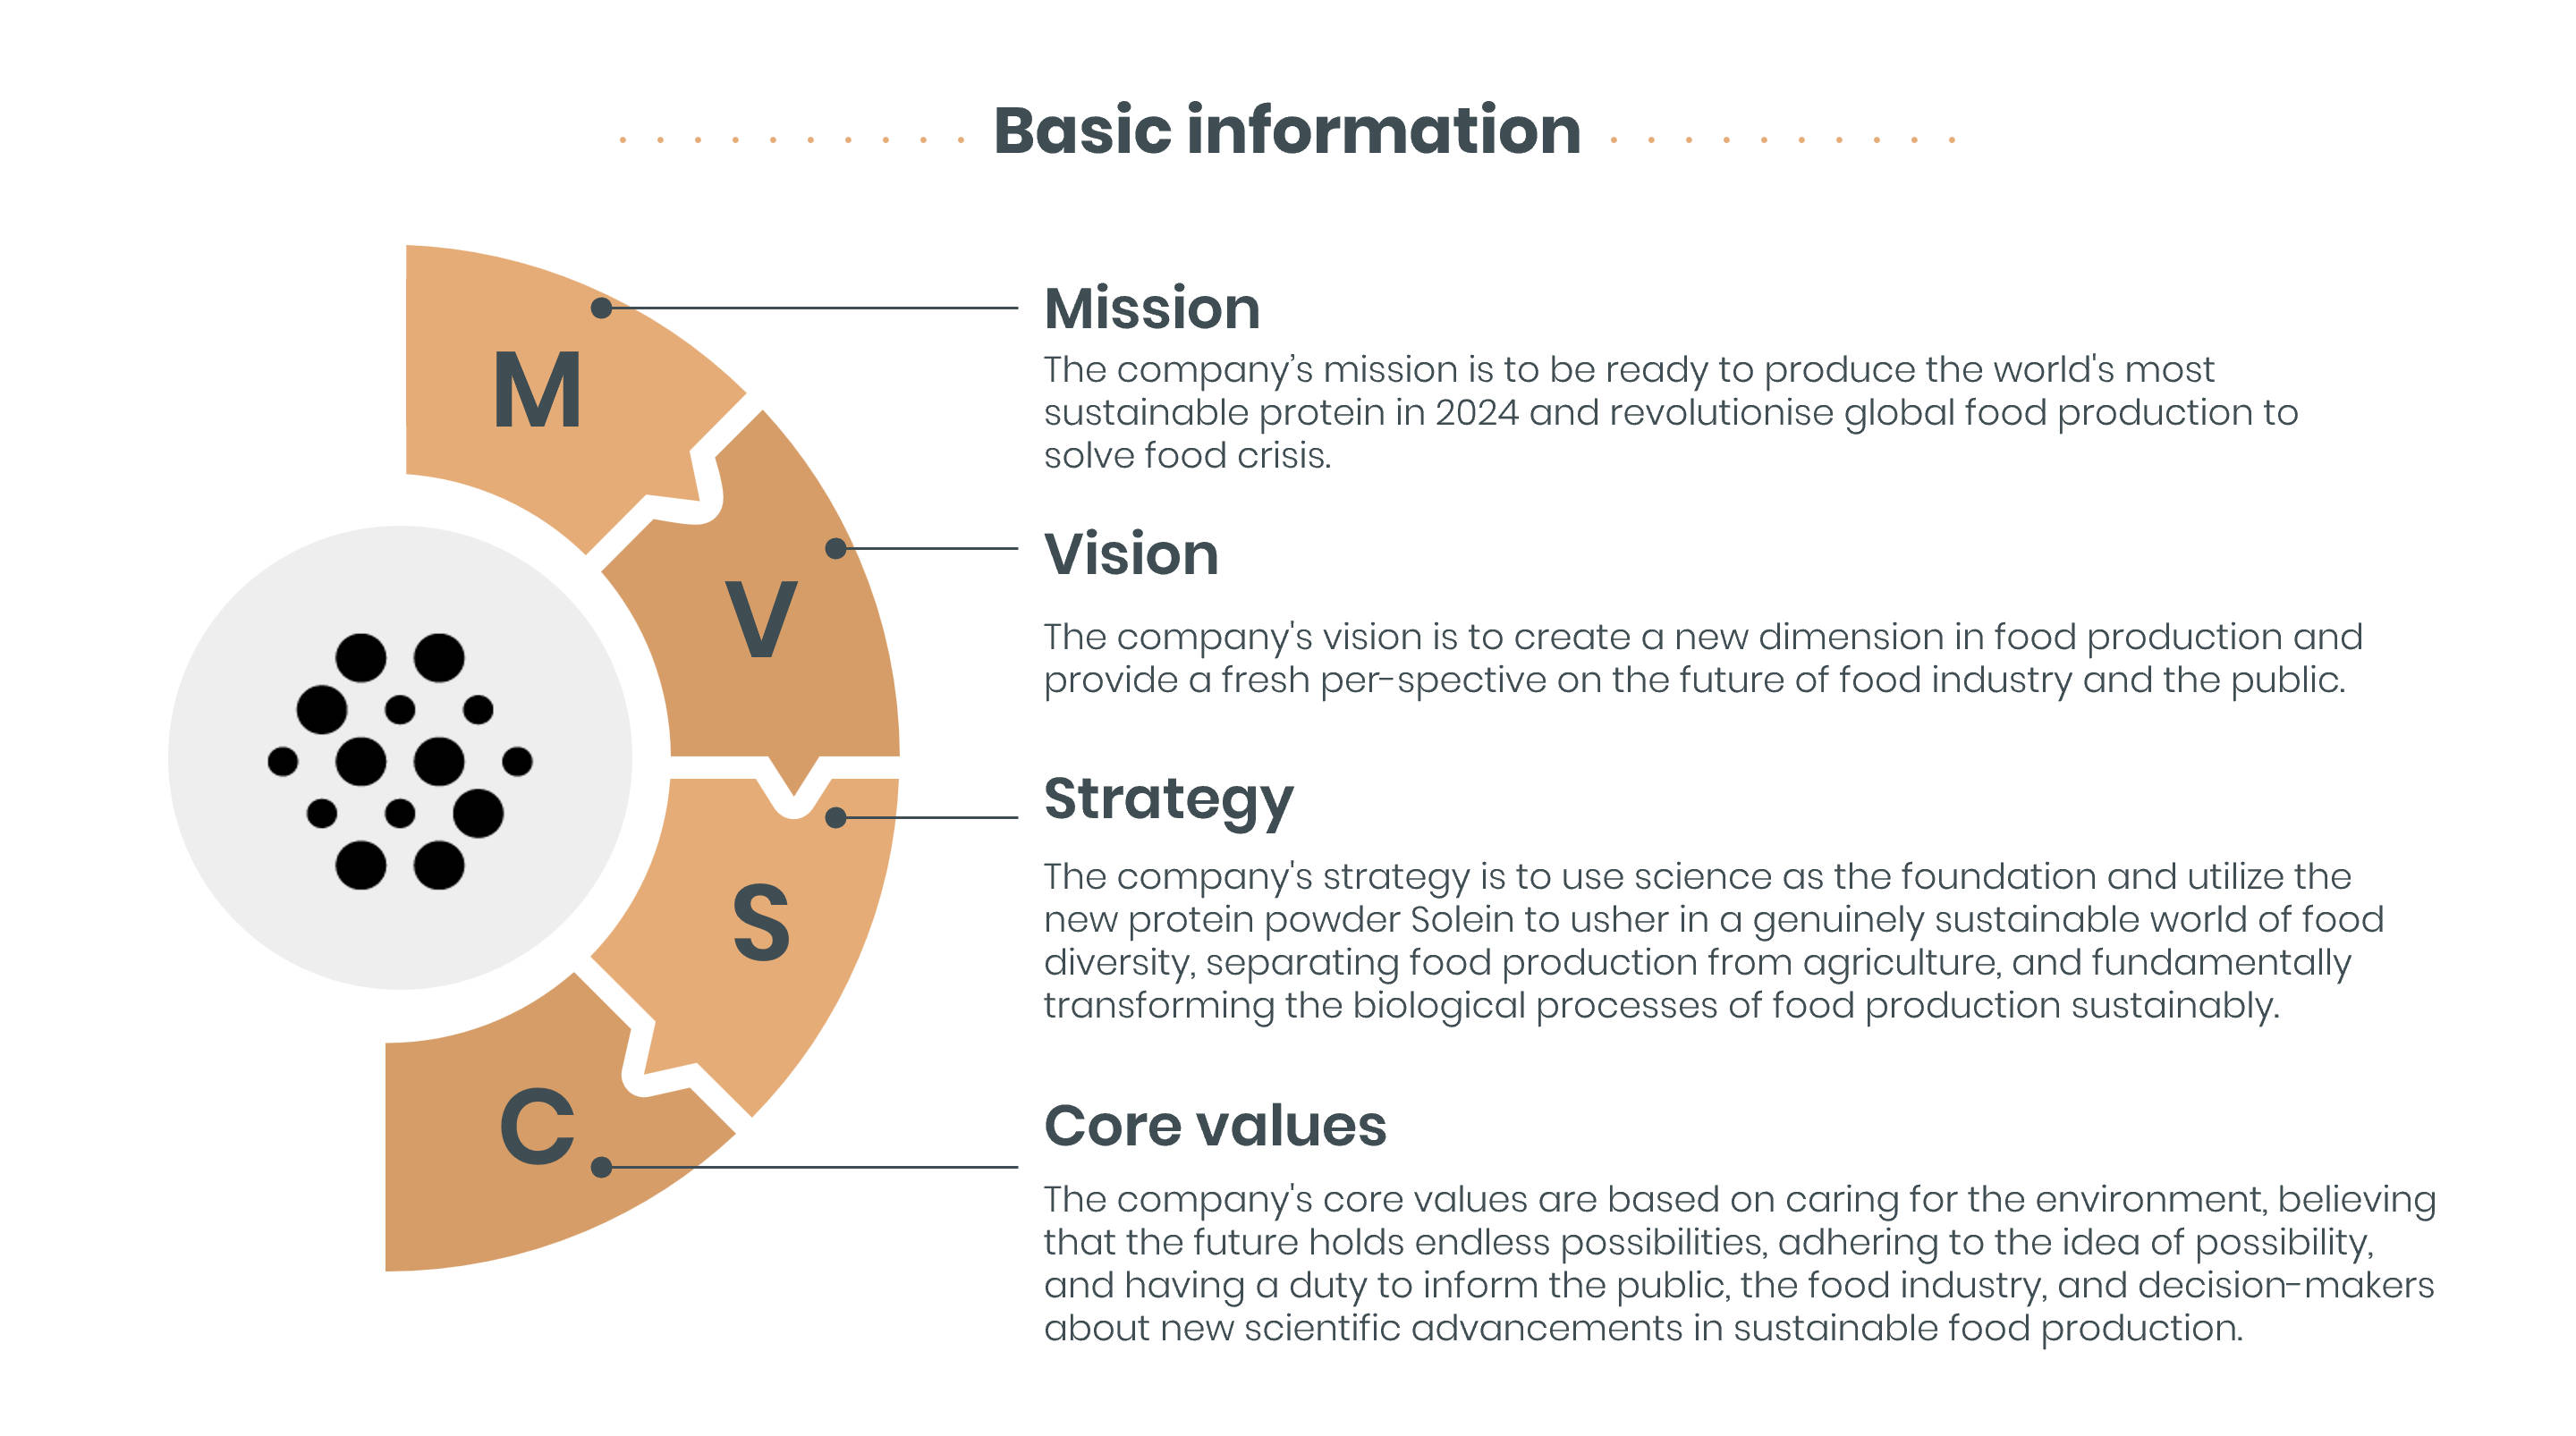 Basic information
M
Mission
The company’s mission is to be ready to produce the world's most
sustainable protein in 2024 and revolutionise global food production to
solve food crisis.
V
Vision
The company's vision is to create a new dimension in food production and
provide a fresh per-spective on the future of food industry and the public.
S
Strategy
The company's strategy is to use science as the foundation and utilize the
new protein powder Solein to usher in a genuinely sustainable world of food
diversity, separating food production from agriculture, and fundamentally
transforming the biological processes of food production sustainably.
C
Core values
The company's core values are based on caring for the environment, believing
that the future holds endless possibilities, adhering to the idea of possibility,
and having a duty to inform the public, the food industry, and decision-makers
about new scientific advancements in sustainable food production.